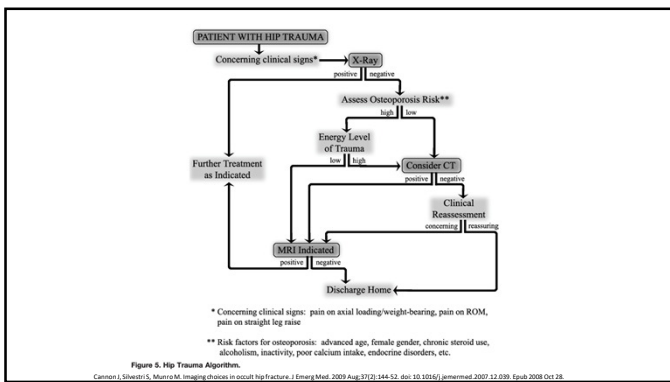 PATIENT WITH HIP TRAUMA
Concerning clinical signs*
X-Ray
positive negative
Assess Osteoporosis Risk**
high low
Energy Level
of Trauma
low high
Further Treatment
as Indicated
Consider CT
positive negative
Clinical
Reassessment
concerning reassuring
MRI Indicated
positive negative
Discharge Home
* Concerning clinical signs: pain on axial loading/weight-bearing, pain on ROM,
pain on straight leg raise
** Risk factors for osteoporosis: advanced age, female gender, chronic steroid use,
alcoholism, inactivity, poor calcium intake, endocrine disorders, etc.
Figure 5. Hip Trauma Algorithm.
Cannon J, Silvestri S, Munro M. Imaging choices in occult hip fracture. J Emerg Med. 2009 Aug;37(2):144-52. doi: 10.1016/j.jemermed.2007.12.039. Epub 2008 Oct 28.